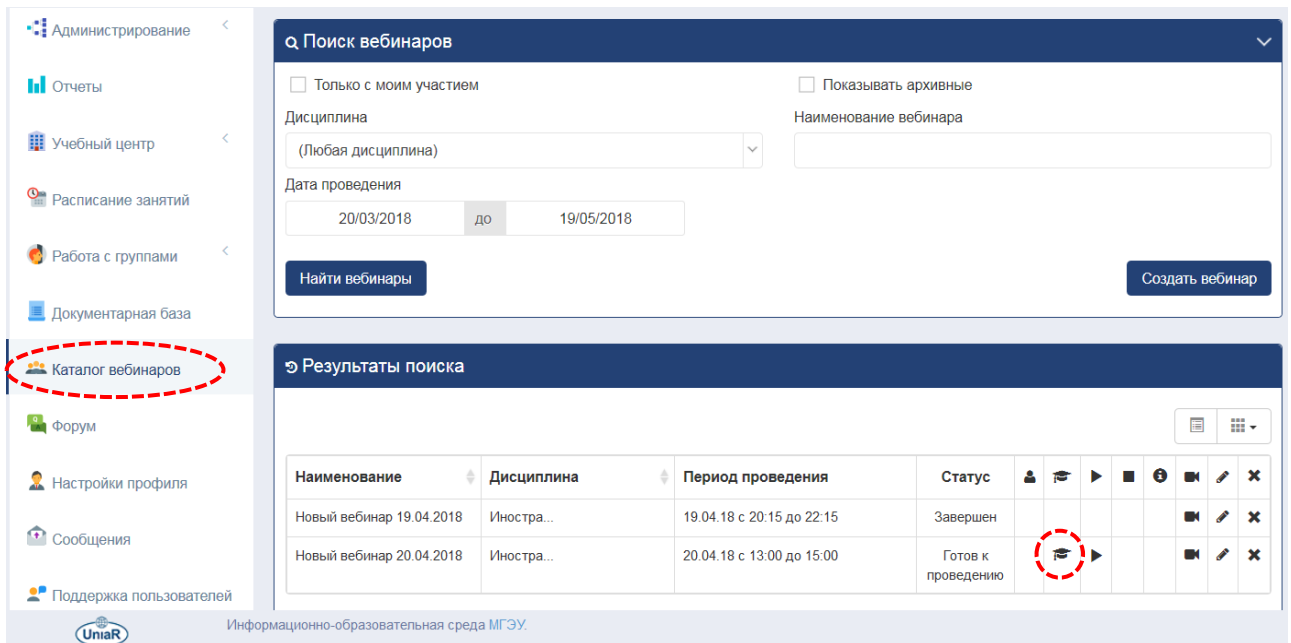 Администрирование
Отчеты
Учебный центр
Расписание занятий
Работа с группами
Документарная база
Каталог вебинаров
Форум
Настройки профиля
Сообщения
Поддержка пользователей
Поиск вебинаров
Только с моим участием
Показывать архивные
Дисциплина
Наименование вебинара
(Любая дисциплина)
Дата проведения
20/03/2018 до 19/05/2018
Найти вебинары
Создать вебинар
Результаты поиска
Наименование Дисциплина Период проведения Статус
Новый вебинар 19.04.2018 Иностра... 19.04.18 с 20:15 до 22:15 Завершен
Новый вебинар 20.04.2018 Иностра... 20.04.18 с 13:00 до 15:00 Готов к
проведению
UniaR
Информационно-образовательная среда МГЭУ.